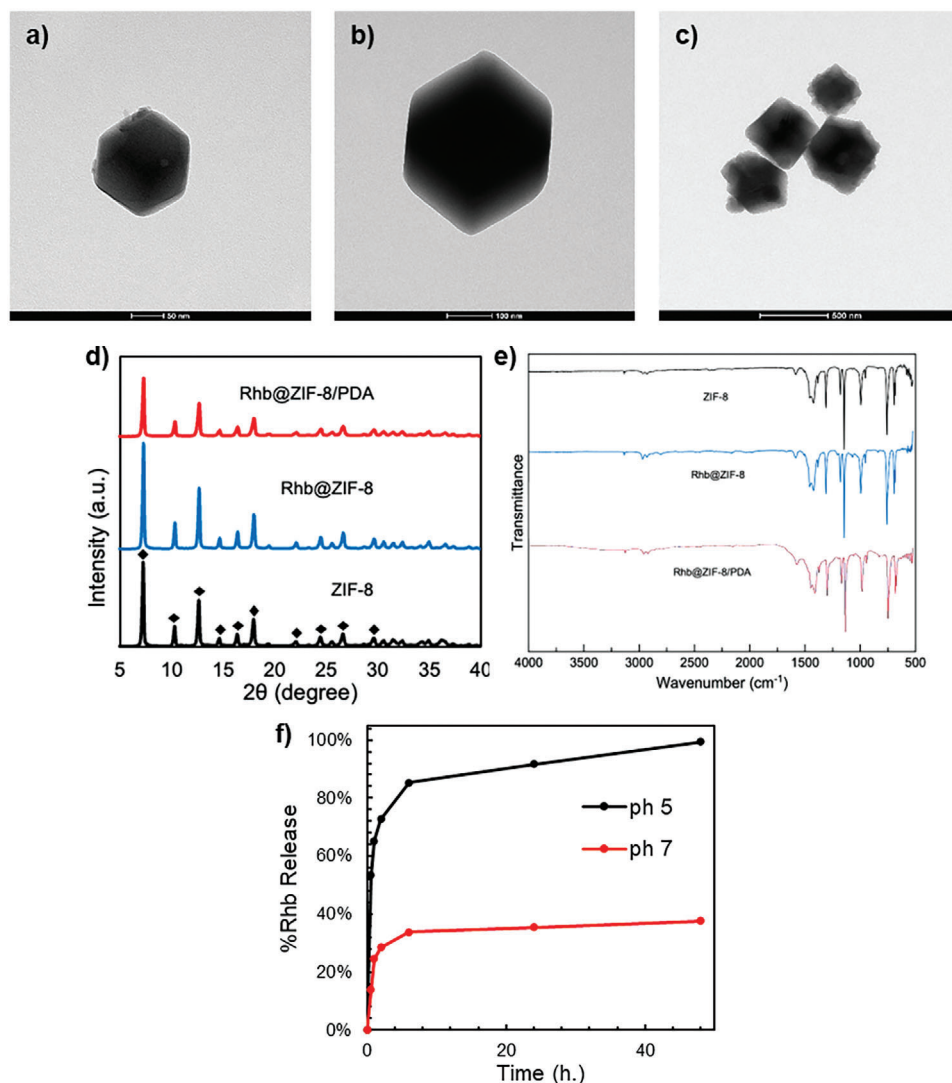 a)
b)
c)
50 nm
100 nm
500 nm
d)
Rhb@ZIF-8/PDA
Rhb@ZIF-8
ZIF-8
Intensity (a.u.)
5 10 15 20 25 30 35 40
2θ (degree)
e)
ZIF-8
Rhb@ZIF-8
Rhb@ZIF-8/PDA
Transmittance
4000 3500 3000 2500 2000 1500 1000 500
Wavenumber (cm-1)
f)
100%
80%
60%
40%
20%
0%
%Rhb Release
ph 5
ph 7
0 20 40
Time (h.)